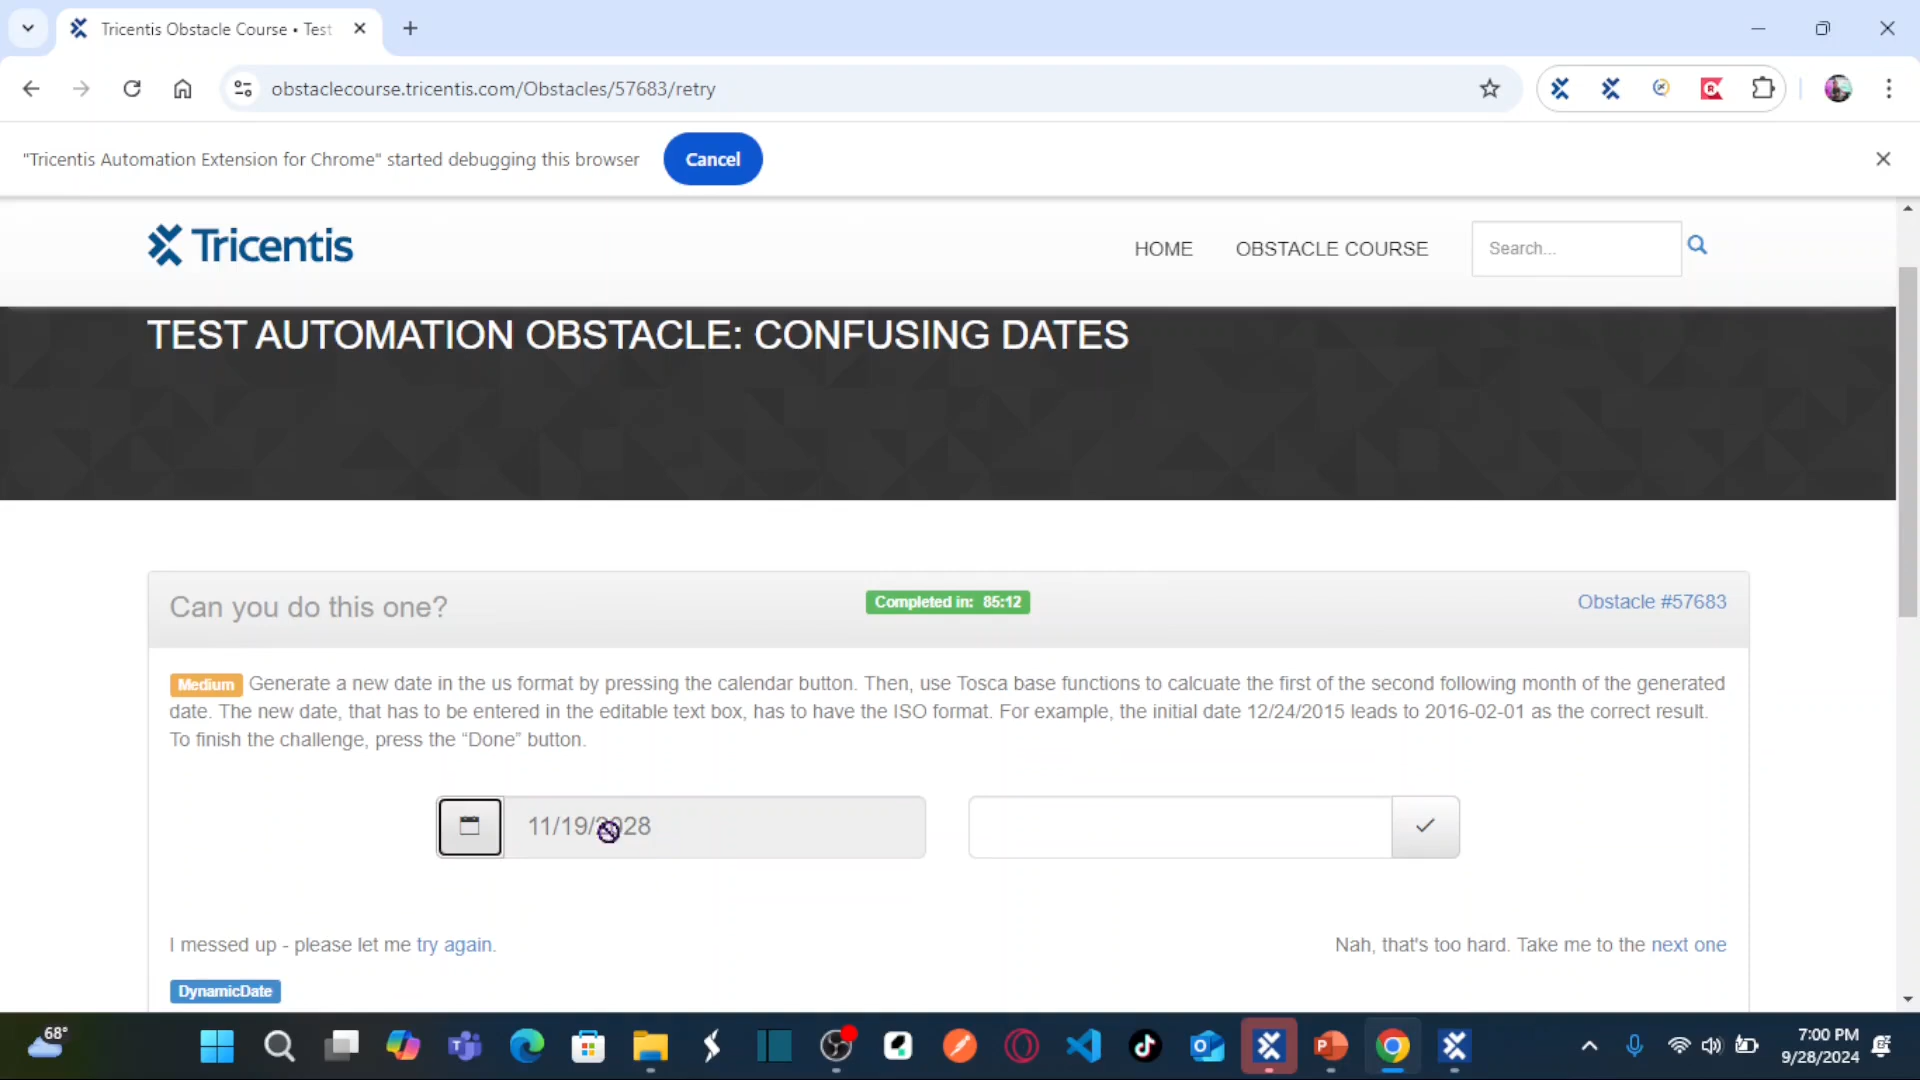 Tricentis Obstacle Course • Test
obstaclecourse.tricentis.com/Obstacles/57683/retry
"Tricentis Automation Extension for Chrome" started debugging this browser
Cancel
Tricentis
HOME
OBSTACLE COURSE
Search...
TEST AUTOMATION OBSTACLE: CONFUSING DATES
Can you do this one?
Completed in: 85:12
Obstacle #57683
Medium Generate a new date in the us format by pressing the calendar button. Then, use Tosca base functions to calcuate the first of the second following month of the generated
date. The new date, that has to be entered in the editable text box, has to have the ISO format. For example, the initial date 12/24/2015 leads to 2016-02-01 as the correct result.
To finish the challenge, press the “Done” button.
11/19/2028
I messed up - please let me try again.
Nah, that's too hard. Take me to the next one
DynamicDate
68°
7:00 PM
9/28/2024